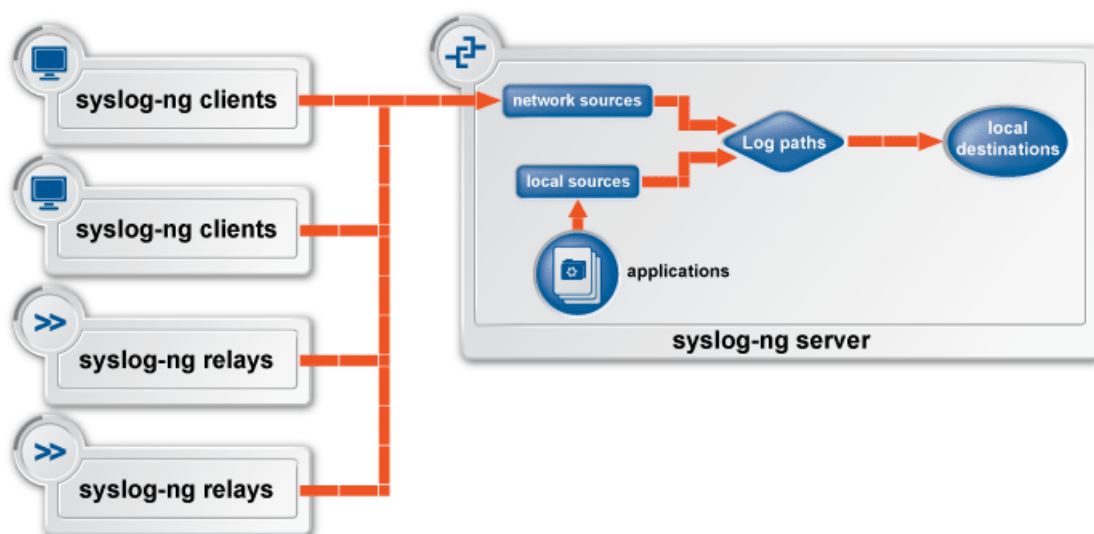 syslog-ng clients
syslog-ng clients
>> syslog-ng relays
>> syslog-ng relays
network sources
local sources
applications
Log paths
local
destinations
syslog-ng server